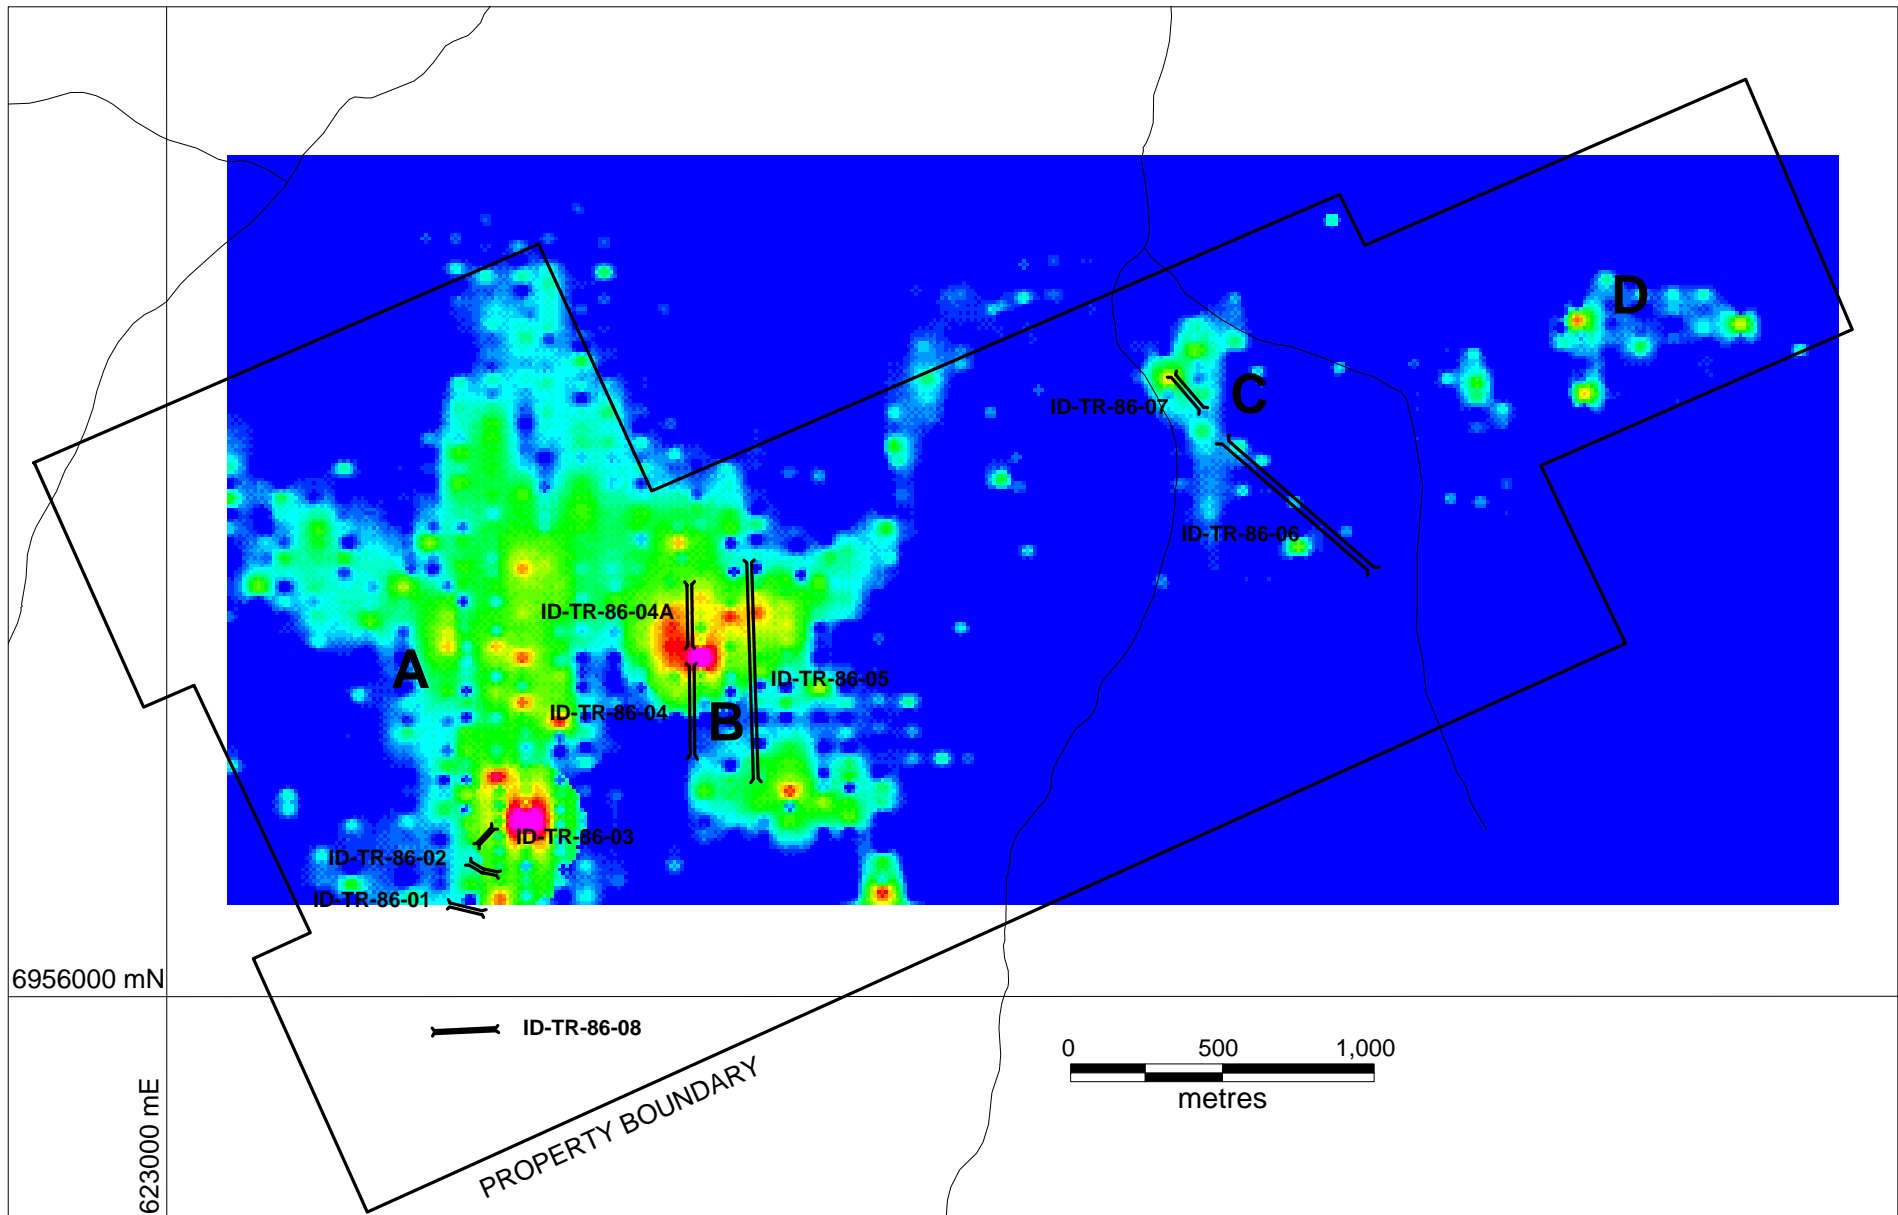 D
C
ID-TR-86-07
ID-TR-86-06
ID-TR-86-04A
A
ID-TR-86-05
ID-TR-86-04
B
ID-TR-86-03
ID-TR-86-02
ID-TR-86-01
6956000 mN
ID-TR-86-08
0 500 1,000
metres
623000 mE
PROPERTY BOUNDARY